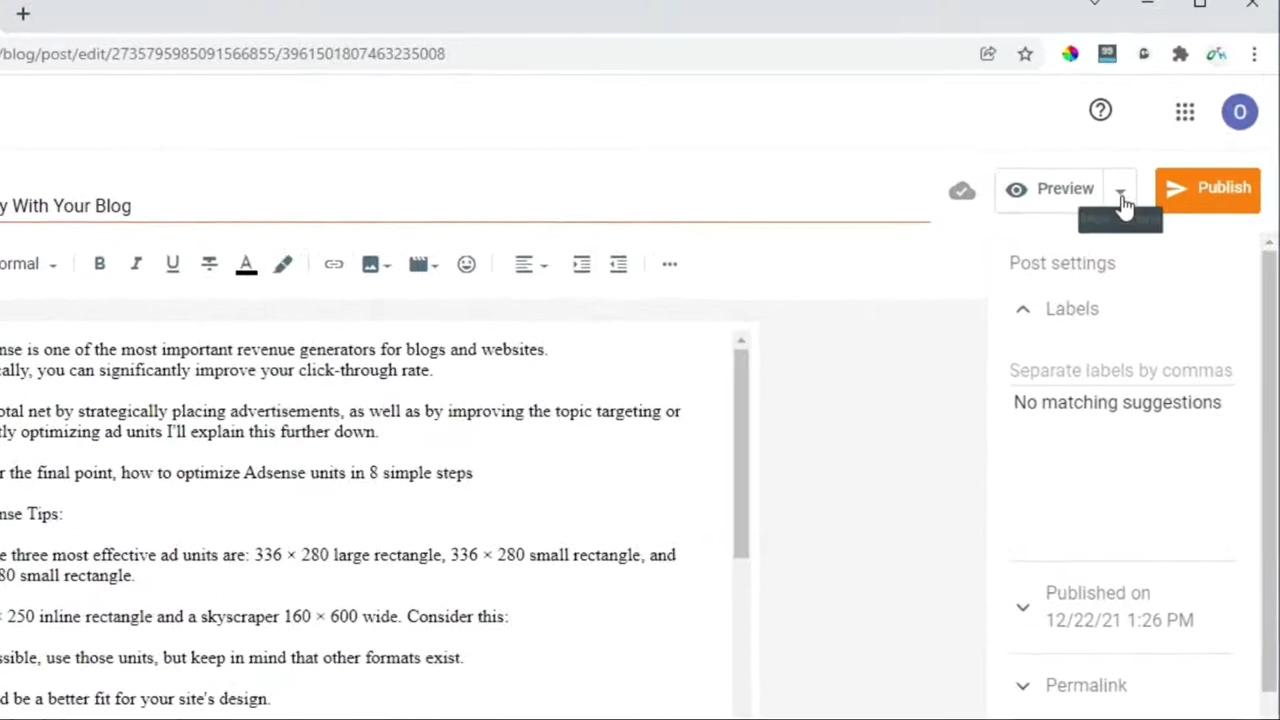 /blog/post/edit/2735795985091566855/3961501807463235008
99
G
O
Preview
Publish
y With Your Blog
ormal
B I U A
Post settings
Labels
Separate labels by commas
No matching suggestions
Published on
12/22/21 1:26 PM
Permalink
nse is one of the most important revenue generators for blogs and websites.
cally, you can significantly improve your click-through rate.
otal net by strategically placing advertisements, as well as by improving the topic targeting or
tly optimizing ad units I'll explain this further down.
r the final point, how to optimize Adsense units in 8 simple steps
nse Tips:
e three most effective ad units are: 336 × 280 large rectangle, 336 × 280 small rectangle, and
80 small rectangle.
× 250 inline rectangle and a skyscraper 160 × 600 wide. Consider this:
ssible, use those units, but keep in mind that other formats exist.
d be a better fit for your site's design.